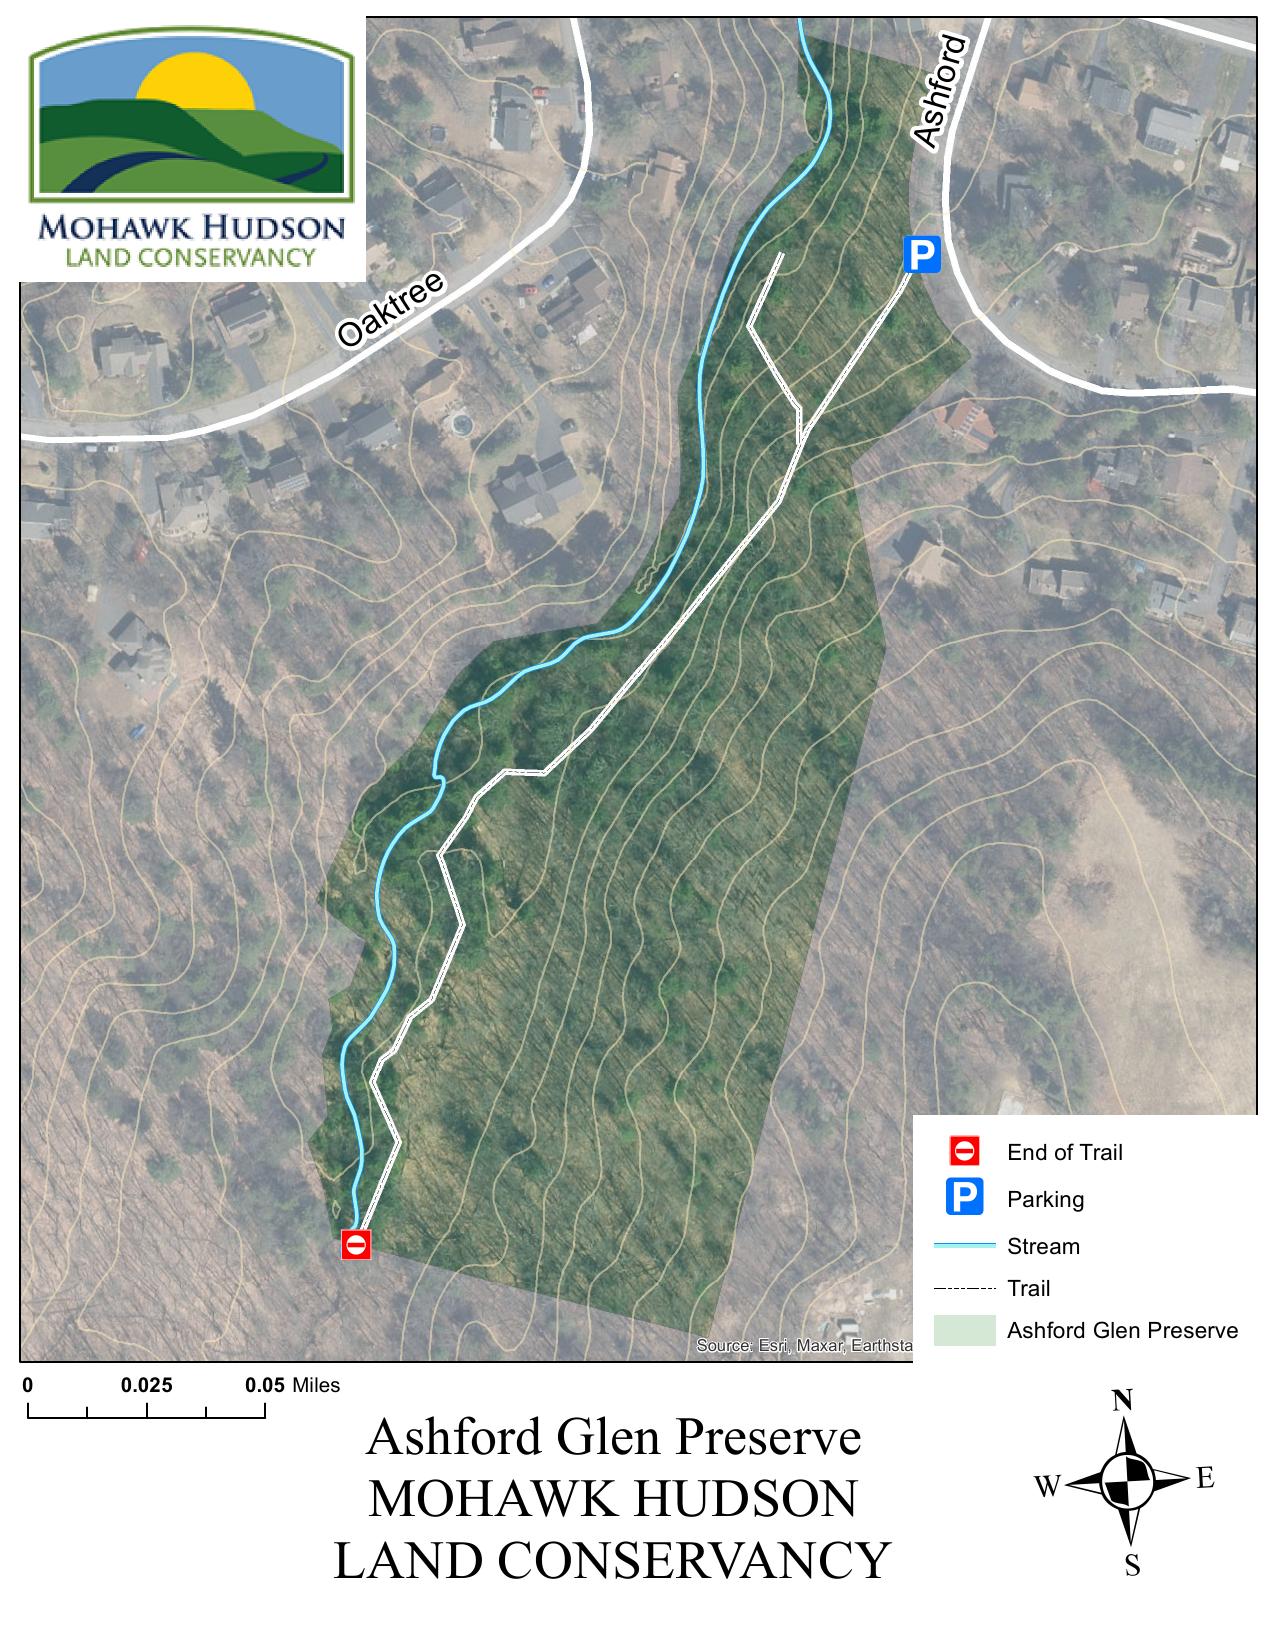 MOHAWK HUDSON
LAND CONSERVANCY
Oaktree
Ashford
P
End of Trail
P
Parking
Stream
Trail
Ashford Glen Preserve
Source: Esri, Maxar, Earthsta
0 0.025 0.05 Miles
Ashford Glen Preserve
MOHAWK HUDSON
LAND CONSERVANCY
N
W E
S